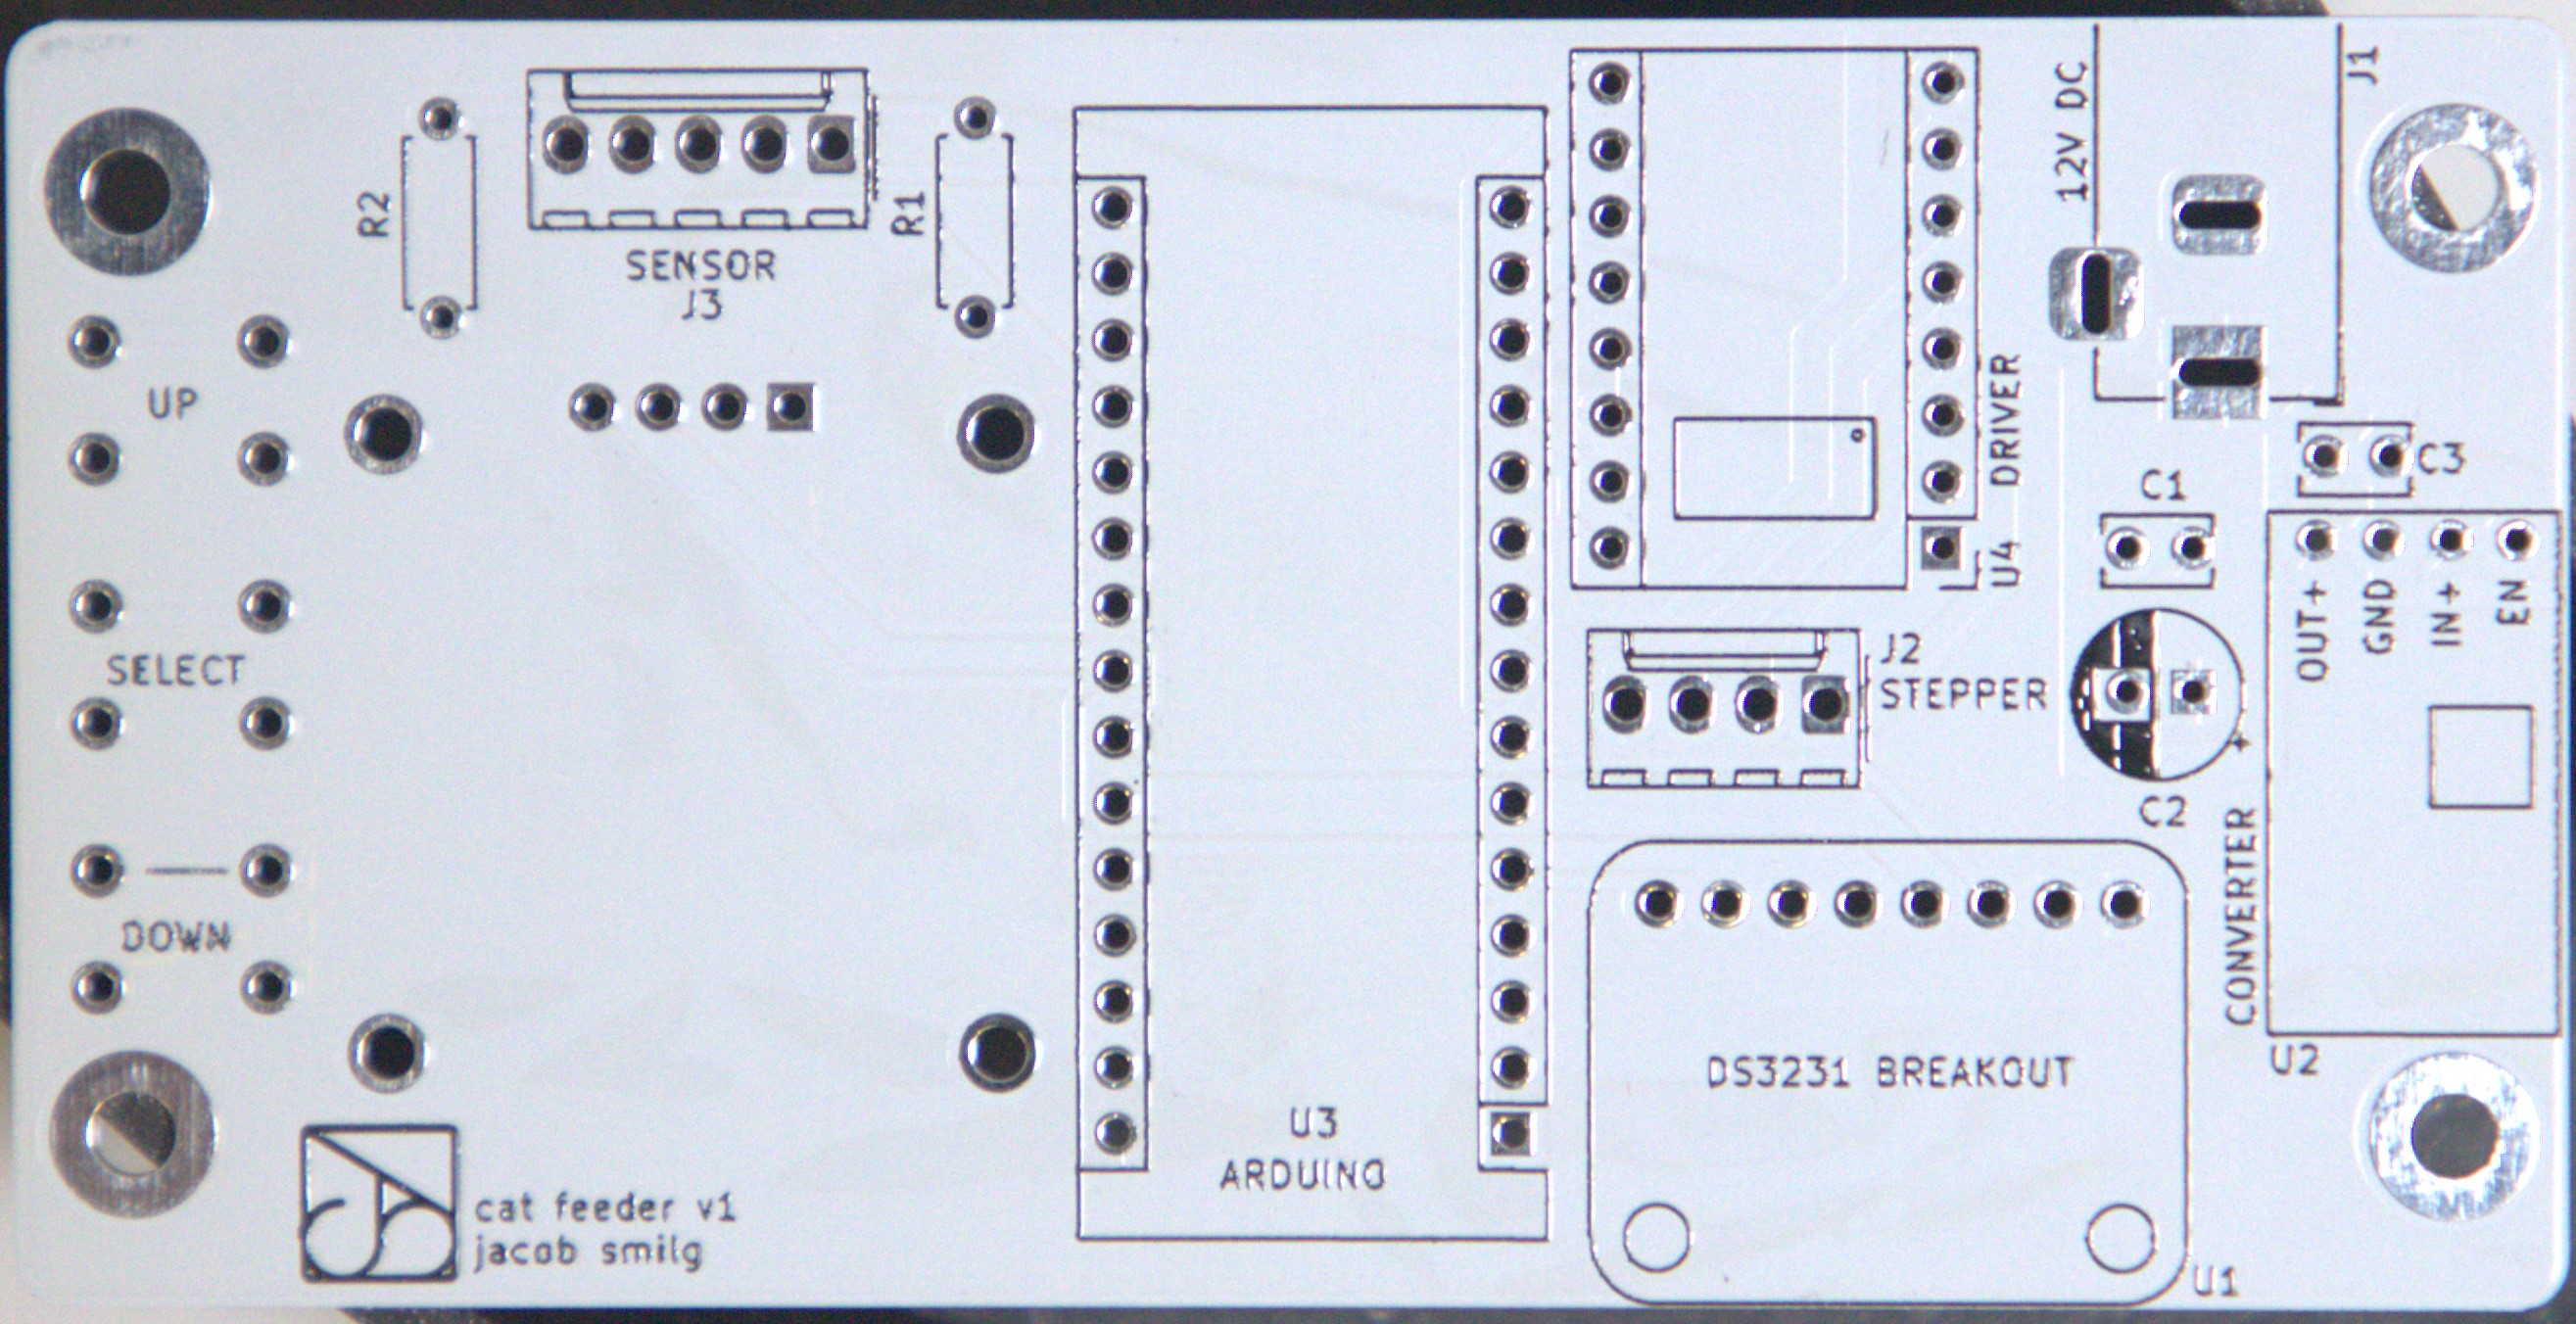 R2
SENSOR
J3
R1
12V DC
J1
UP
DRIVER
U4
C3
C1
OUT+
GND
IN+
EN
SELECT
J2
STEPPER
+
C2
CONVERTER
DOWN
DS3231 BREAKOUT
U2
U3
ARDUINO
cat feeder v1
jacob smilg
U1